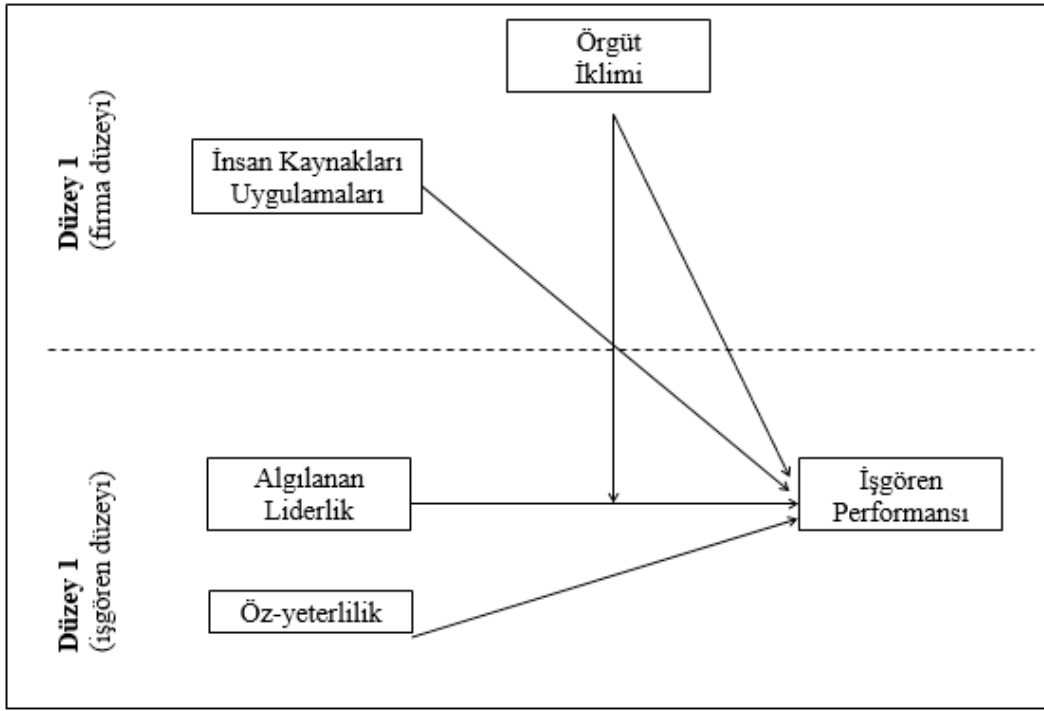 Örgüt
İklimi
Düzey 1
(firma düzeyi)
İnsan Kaynakları
Uygulamaları
Düzey 1
(işgören düzeyi)
Algılanan
Liderlik
İşgören
Performansı
Öz-yeterlilik